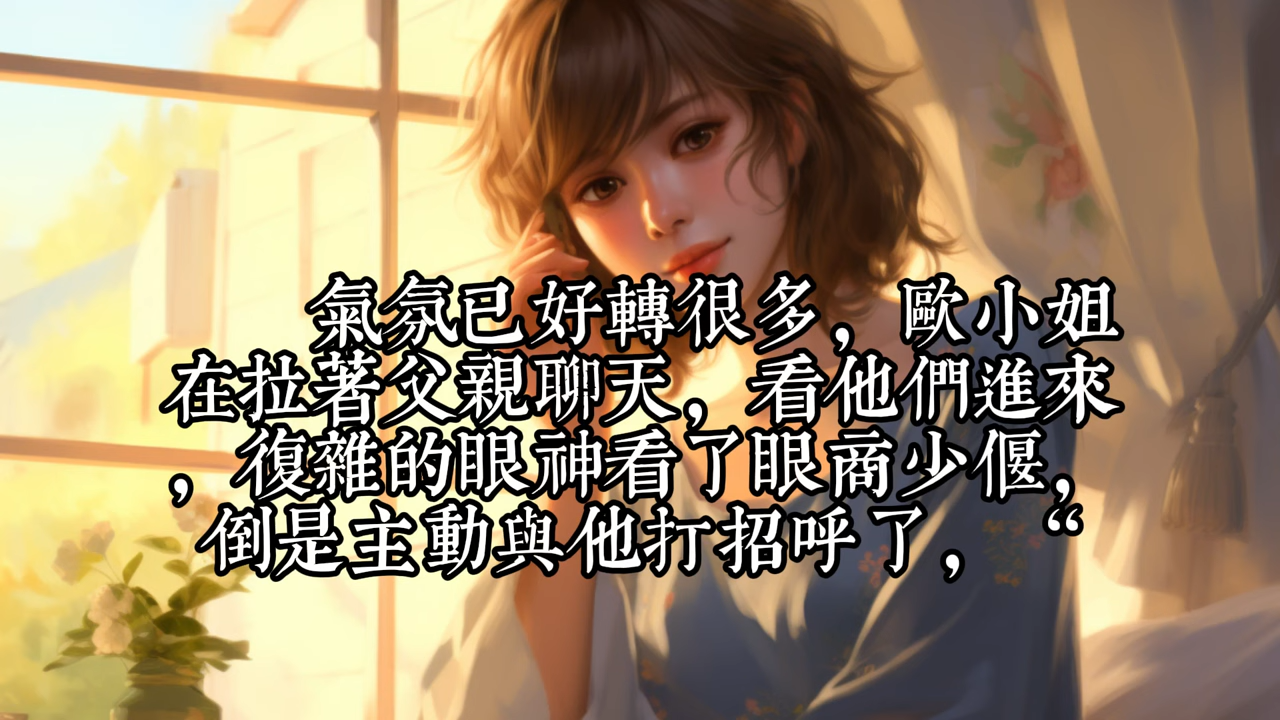 氣氛已好轉很多，歐小姐
在拉著父親聊天，看他們進來
，復雜的眼神看了眼商少偃，
倒是主動與他打招呼了，“